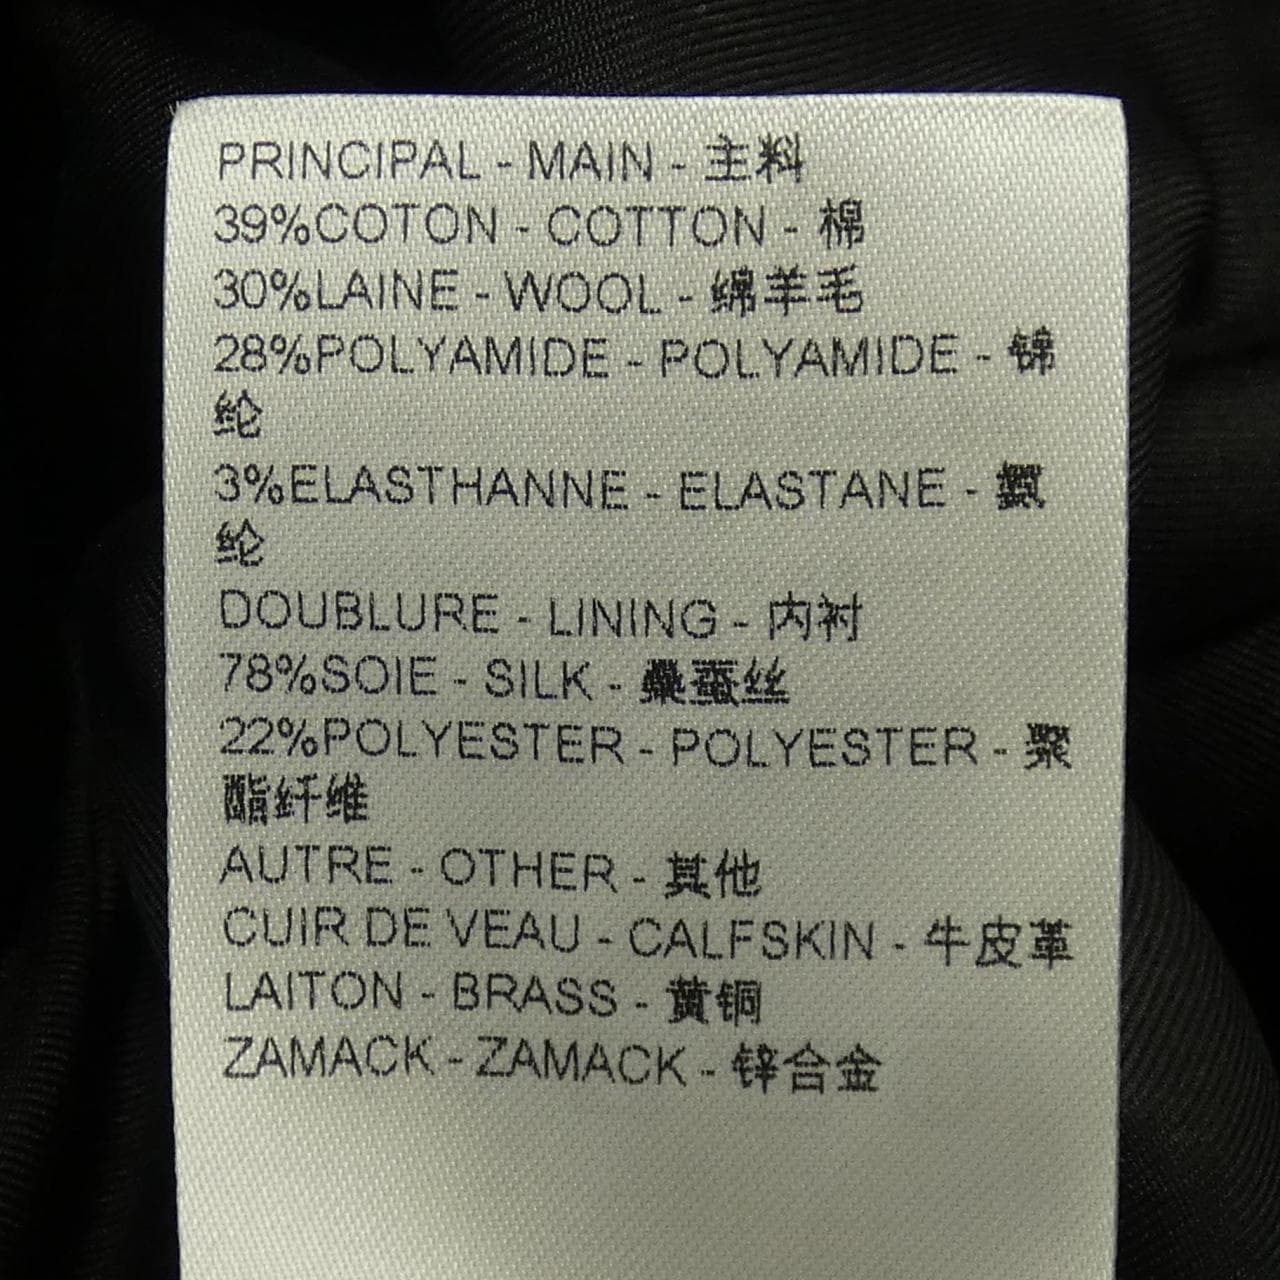 PRINCIPAL - MAIN - 主料
39%COTON - COTTON - 棉
30%LAINE - WOOL - 绵羊毛
28%POLYAMIDE - POLYAMIDE - 锦
纶
3%ELASTHANNE - ELASTANE - 氨
纶
DOUBLURE - LINING - 内衬
78%SOIE - SILK - 桑蚕丝
22%POLYESTER - POLYESTER - 聚
酯纤维
AUTRE - OTHER - 其他
CUIR DE VEAU - CALFSKIN - 牛皮革
LAITON - BRASS - 黄铜
ZAMACK - ZAMACK - 锌合金